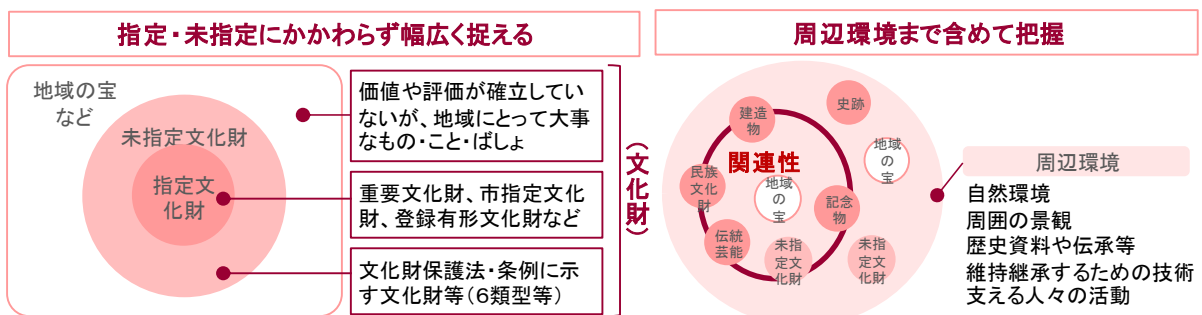 指定・未指定にかかわらず幅広く捉える
地域の宝
など
未指定文化財
指定文
化財
価値や評価が確立してい
ないが、地域にとって大事
なもの・こと・ばしょ
重要文化財、市指定文化
財、登録有形文化財など
文化財保護法・条例に示
す文化財等(6類型等)
(文化財)
周辺環境まで含めて把握
建造
物
史跡
関連性
地域
の
宝
民族
文化
財
地域
の
宝
記念
物
伝統
芸能
未指
定文
化財
未指
定文
化財
周辺環境
自然環境
周囲の景観
歴史資料や伝承等
維持継承するための技術
支える人々の活動